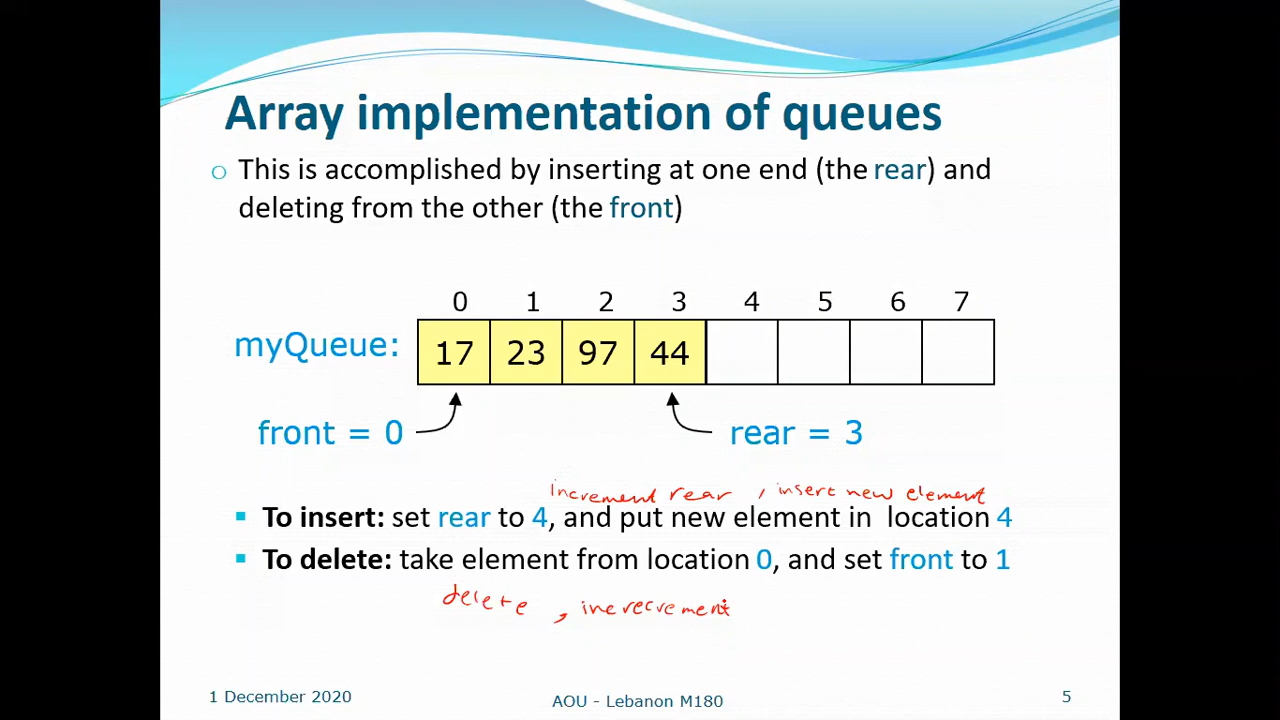 Array implementation of queues
This is accomplished by inserting at one end (the rear) and
deleting from the other (the front)
0 1 2 3 4 5 6 7
myQueue: 17 23 97 44
front = 0 rear = 3
increment rear , insert new element
To insert: set rear to 4, and put new element in location 4
To delete: take element from location 0, and set front to 1
delete , increcrement
1 December 2020 AOU - Lebanon M180 5